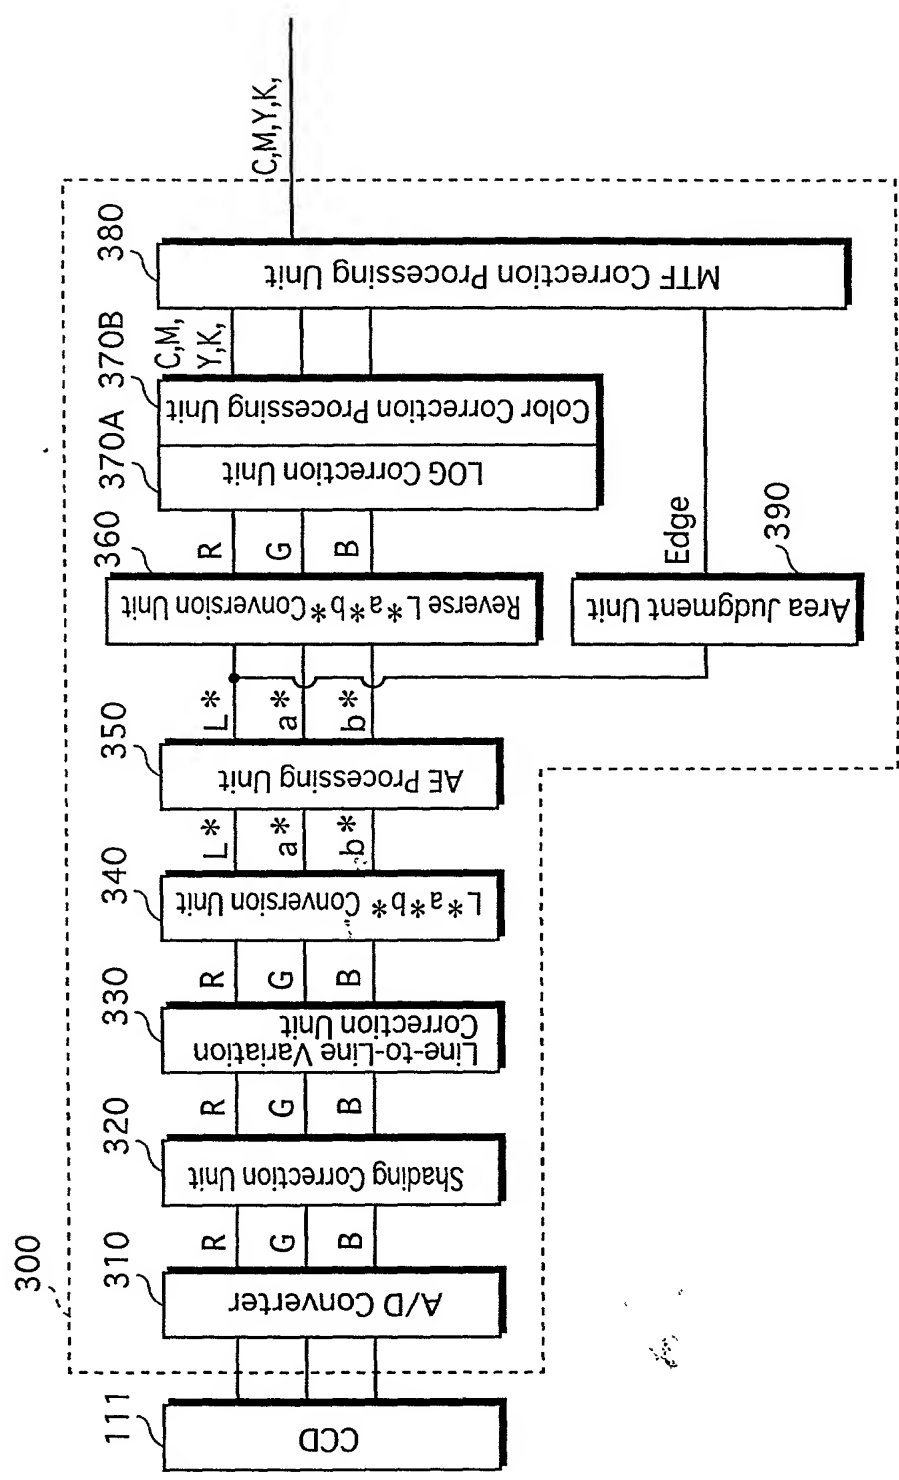 300
111
CCD
310
A/D Converter
R
G
B
320
Shading Correction Unit
R
G
B
330
Line-to-Line Variation
Correction Unit
R
G
B
340
L*a*b* Conversion Unit
L*
a*
b*
350
AE Processing Unit
L*
a*
b*
360
Reverse L*a*b*Conversion Unit
390
Area Judgment Unit
R
G
B
Edge
370A
LOG Correction Unit
370B
Color Correction Processing Unit
C,M,
Y,K,
380
MTF Correction Processing Unit
C,M,Y,K,